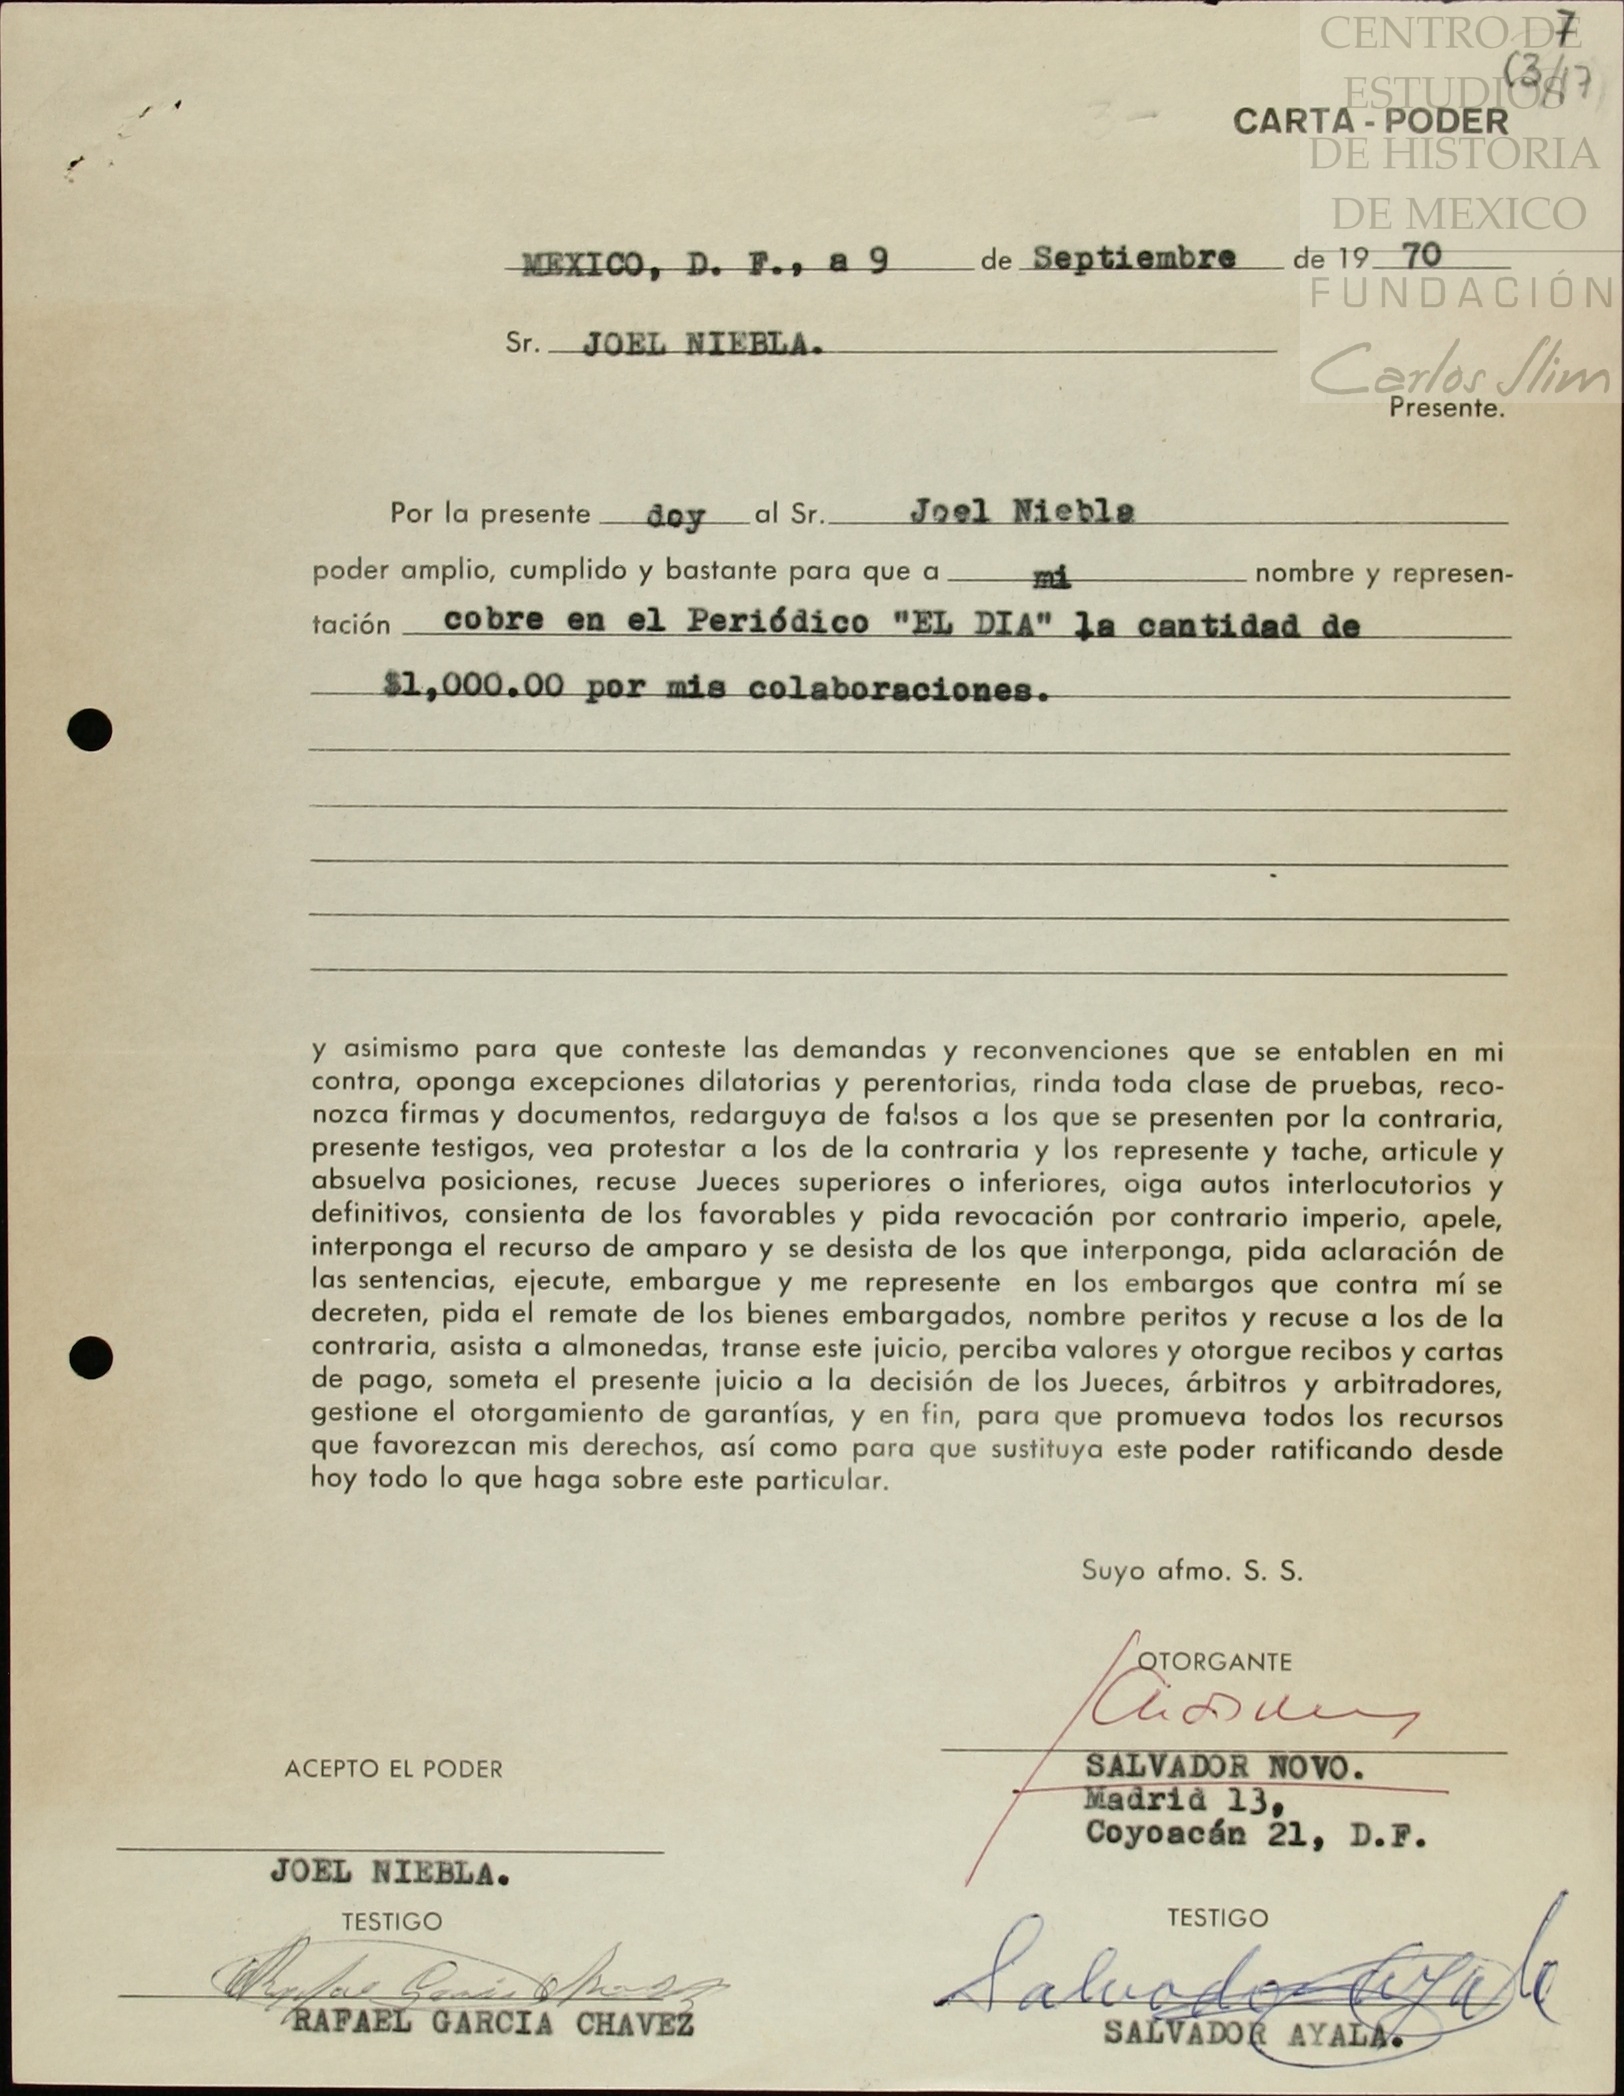 7
(3/17)
CENTRO DE
ESTUDIOS
DE HISTORIA
DE MEXICO
FUNDACIÓN
Carlos Slim
CARTA - PODER
MEXICO, D. F., a 9 de Septiembre de 19 70
Sr. JOEL NIEBLA.
Presente.
Por la presente doy al Sr. Joel Niebla
poder amplio, cumplido y bastante para que a mi nombre y represen-
tación cobre en el Periódico "EL DIA" la cantidad de
$1,000.00 por mis colaboraciones.
y asimismo para que conteste las demandas y reconvenciones que se entablen en mi
contra, oponga excepciones dilatorias y perentorias, rinda toda clase de pruebas, reco-
nozca firmas y documentos, redarguya de falsos a los que se presenten por la contraria,
presente testigos, vea protestar a los de la contraria y los represente y tache, articule y
absuelva posiciones, recuse Jueces superiores o inferiores, oiga autos interlocutorios y
definitivos, consienta de los favorables y pida revocación por contrario imperio, apele,
interponga el recurso de amparo y se desista de los que interponga, pida aclaración de
las sentencias, ejecute, embargue y me represente en los embargos que contra mí se
decreten, pida el remate de los bienes embargados, nombre peritos y recuse a los de la
contraria, asista a almonedas, transe este juicio, perciba valores y otorgue recibos y cartas
de pago, someta el presente juicio a la decisión de los Jueces, árbitros y arbitradores,
gestione el otorgamiento de garantías, y en fin, para que promueva todos los recursos
que favorezcan mis derechos, así como para que sustituya este poder ratificando desde
hoy todo lo que haga sobre este particular.
Suyo afmo. S. S.
OTORGANTE
SALVADOR NOVO.
Madrid 13,
Coyoacán 21, D.F.
ACEPTO EL PODER
JOEL NIEBLA.
TESTIGO
Rafael Garcia Chavez
RAFAEL GARCIA CHAVEZ
TESTIGO
Salvador Ayala
SALVADOR AYALA.